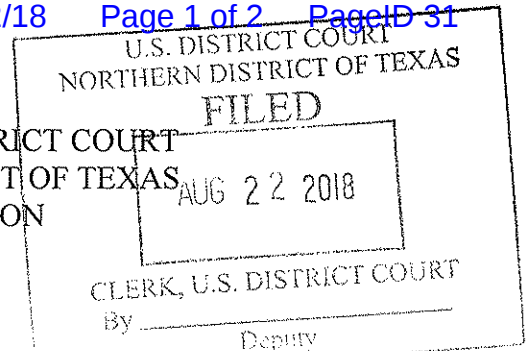 2/18 Page 1 of 2 PageID 31
U.S. DISTRICT COURT
NORTHERN DISTRICT OF TEXAS
FILED
RICT COURT
T OF TEXAS
ON
AUG 22 2018
CLERK, U.S. DISTRICT COURT
By
Deputy